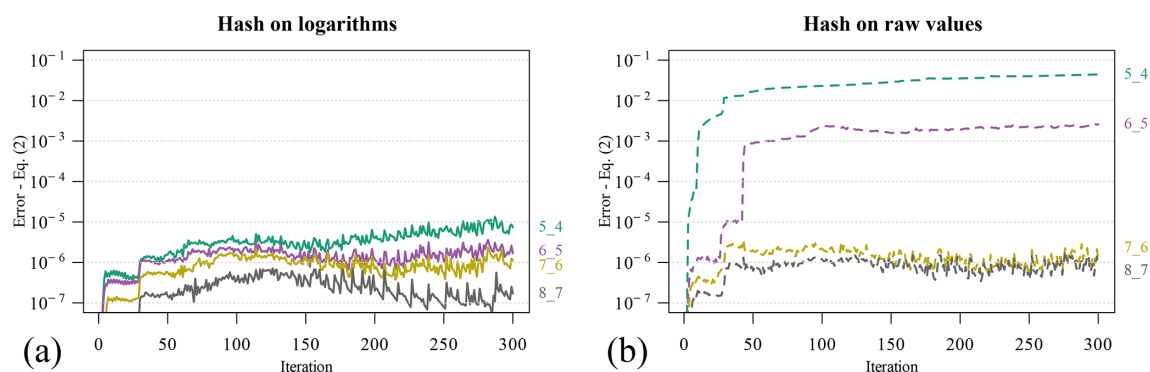 Hash on logarithms
Error - Eq. (2)
10⁻¹
10⁻²
10⁻³
10⁻⁴
10⁻⁵
10⁻⁶
10⁻⁷
5_4
6_5
7_6
8_7
0 50 100 150 200 250 300
Iteration
(a)
Hash on raw values
Error - Eq. (2)
10⁻¹
10⁻²
10⁻³
10⁻⁴
10⁻⁵
10⁻⁶
10⁻⁷
5_4
6_5
7_6
8_7
0 50 100 150 200 250 300
Iteration
(b)